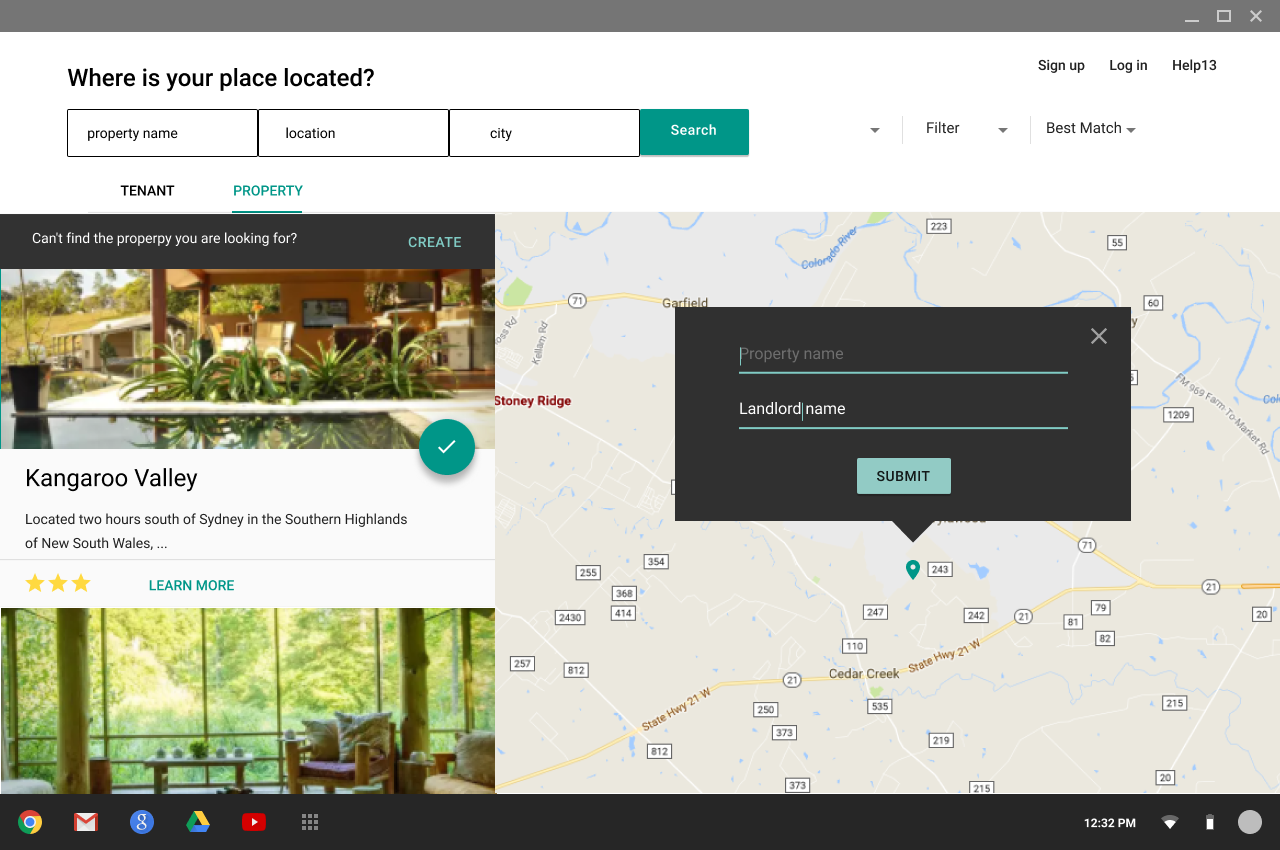 Where is your place located?
Sign up Log in Help13
property name location city Search Filter Best Match
TENANT PROPERTY
Can't find the properpy you are looking for?
CREATE
Kangaroo Valley
Located two hours south of Sydney in the Southern Highlands
of New South Wales, ...
LEARN MORE
223
Colorado River
55
71
Garfield
60
Kellam Rd
Stoney Ridge
FM 969 Farm To Market Rd
1209
Property name
Landlord name
SUBMIT
71
354
255
243
21
368
414
2430
247
242
21
79
20
81
82
110
257
812
State Hwy 21 W
21
Cedar Creek
State Hwy 21 W
250
535
215
373
219
812
20
373
215
12:32 PM